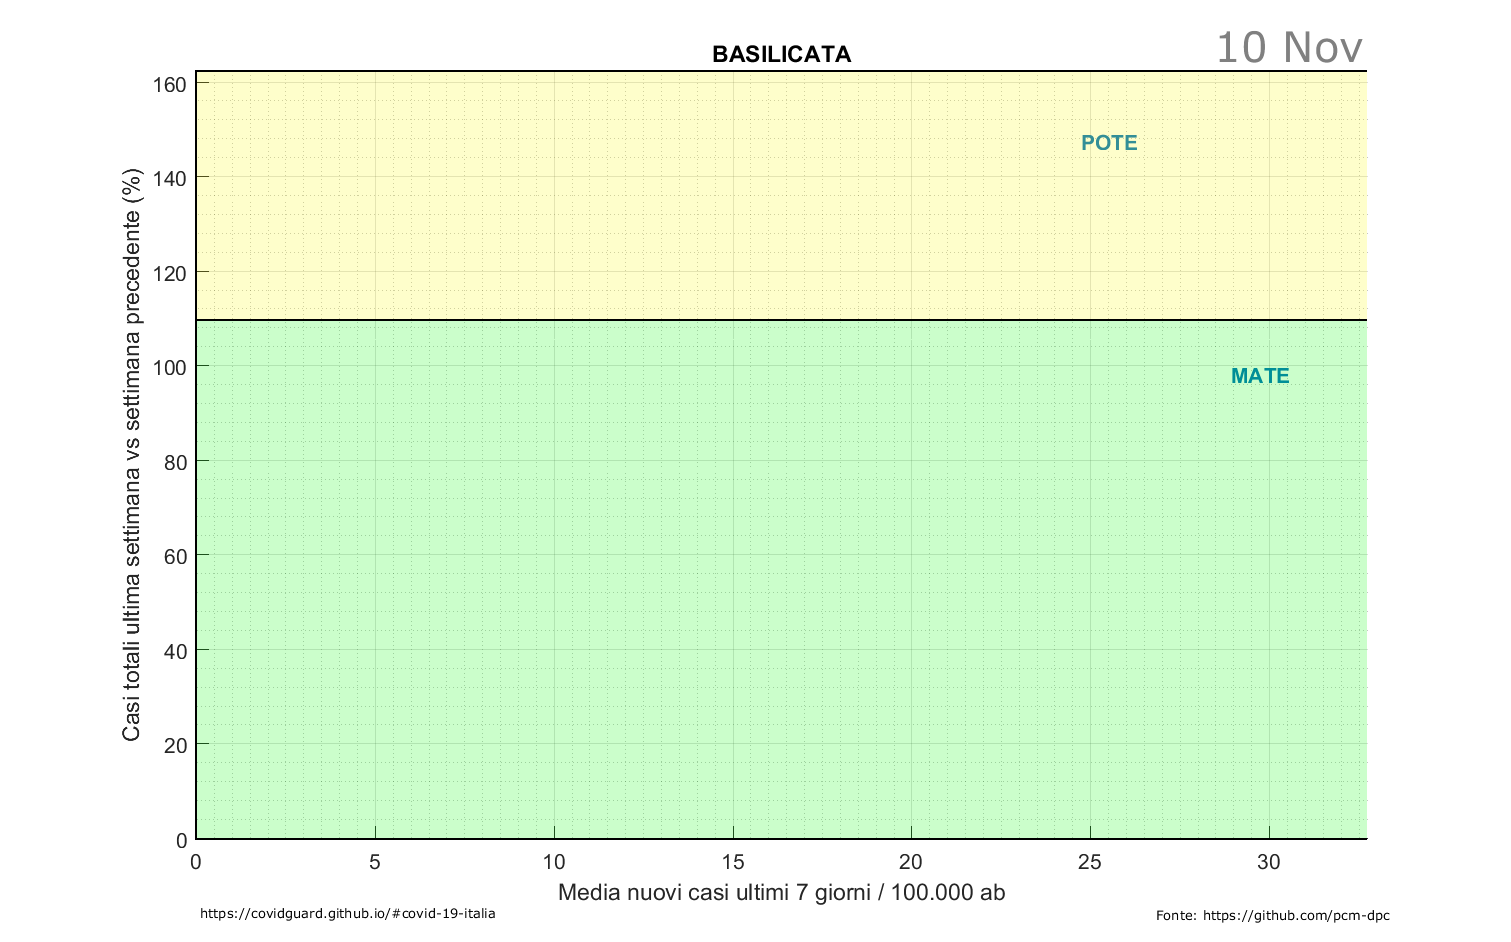 10 Nov
BASILICATA
160
140
120
100
80
60
40
20
0
Casi totali ultima settimana vs settimana precedente (%)
POTE
MATE
0 5 10 15 20 25 30
Media nuovi casi ultimi 7 giorni / 100.000 ab
https://covidguard.github.io/#covid-19-italia
Fonte: https://github.com/pcm-dpc